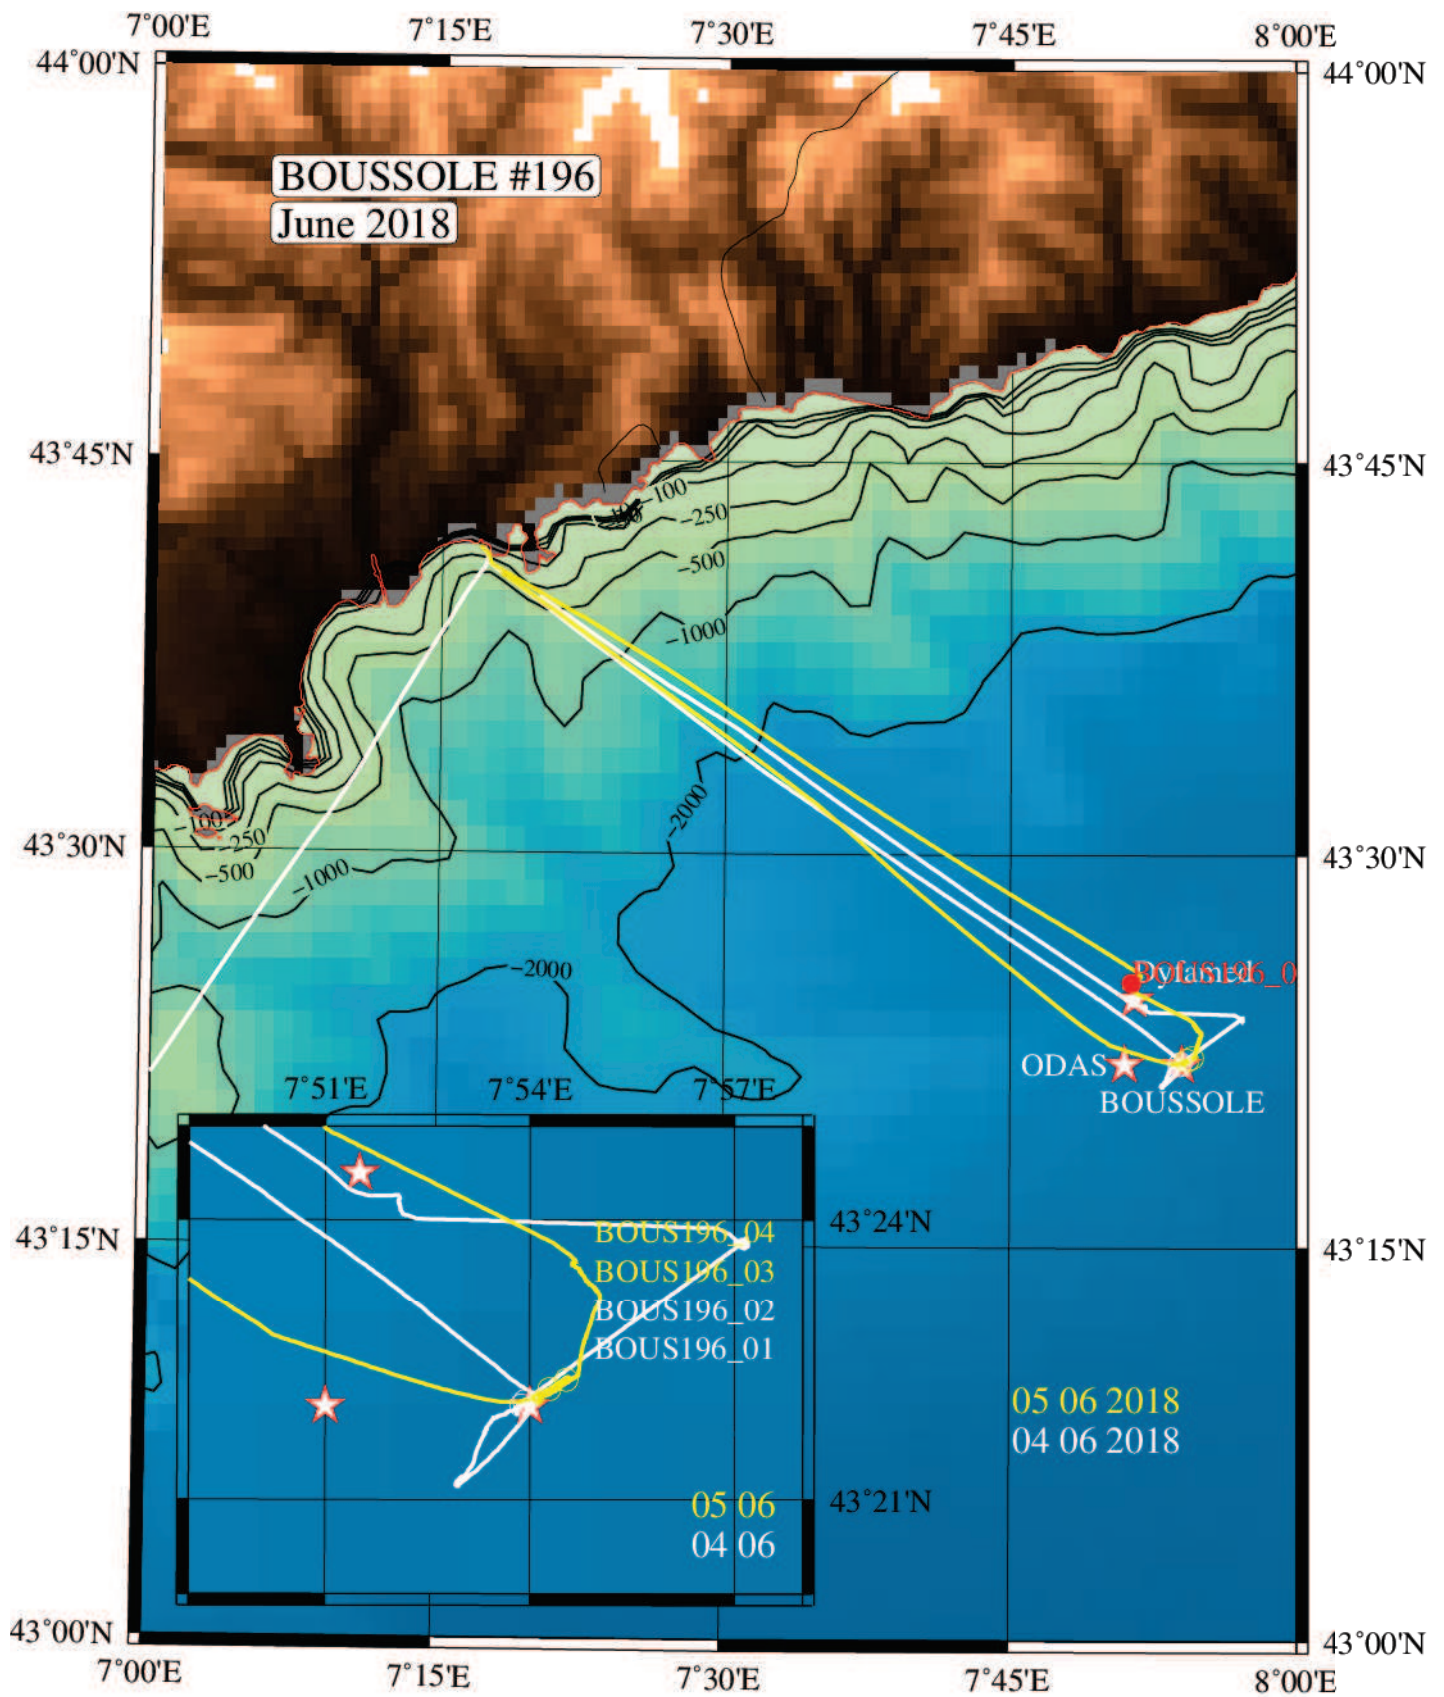 7°00'E 7°15'E 7°30'E 7°45'E 8°00'E
44°00'N 44°00'N
BOUSSOLE #196
June 2018
43°45'N 43°45'N
-100
-250
-500
-1000
-100
-250
-500
-1000
-2000
43°30'N 43°30'N
-2000
Dyfamed
BOUS196_0
ODAS
BOUSSOLE
7°51'E 7°54'E 7°57'E
43°24'N
BOUS196_04
BOUS196_03
BOUS196_02
BOUS196_01
43°15'N 43°15'N
05 06 2018
04 06 2018
43°21'N
05 06
04 06
43°00'N 43°00'N
7°00'E 7°15'E 7°30'E 7°45'E 8°00'E